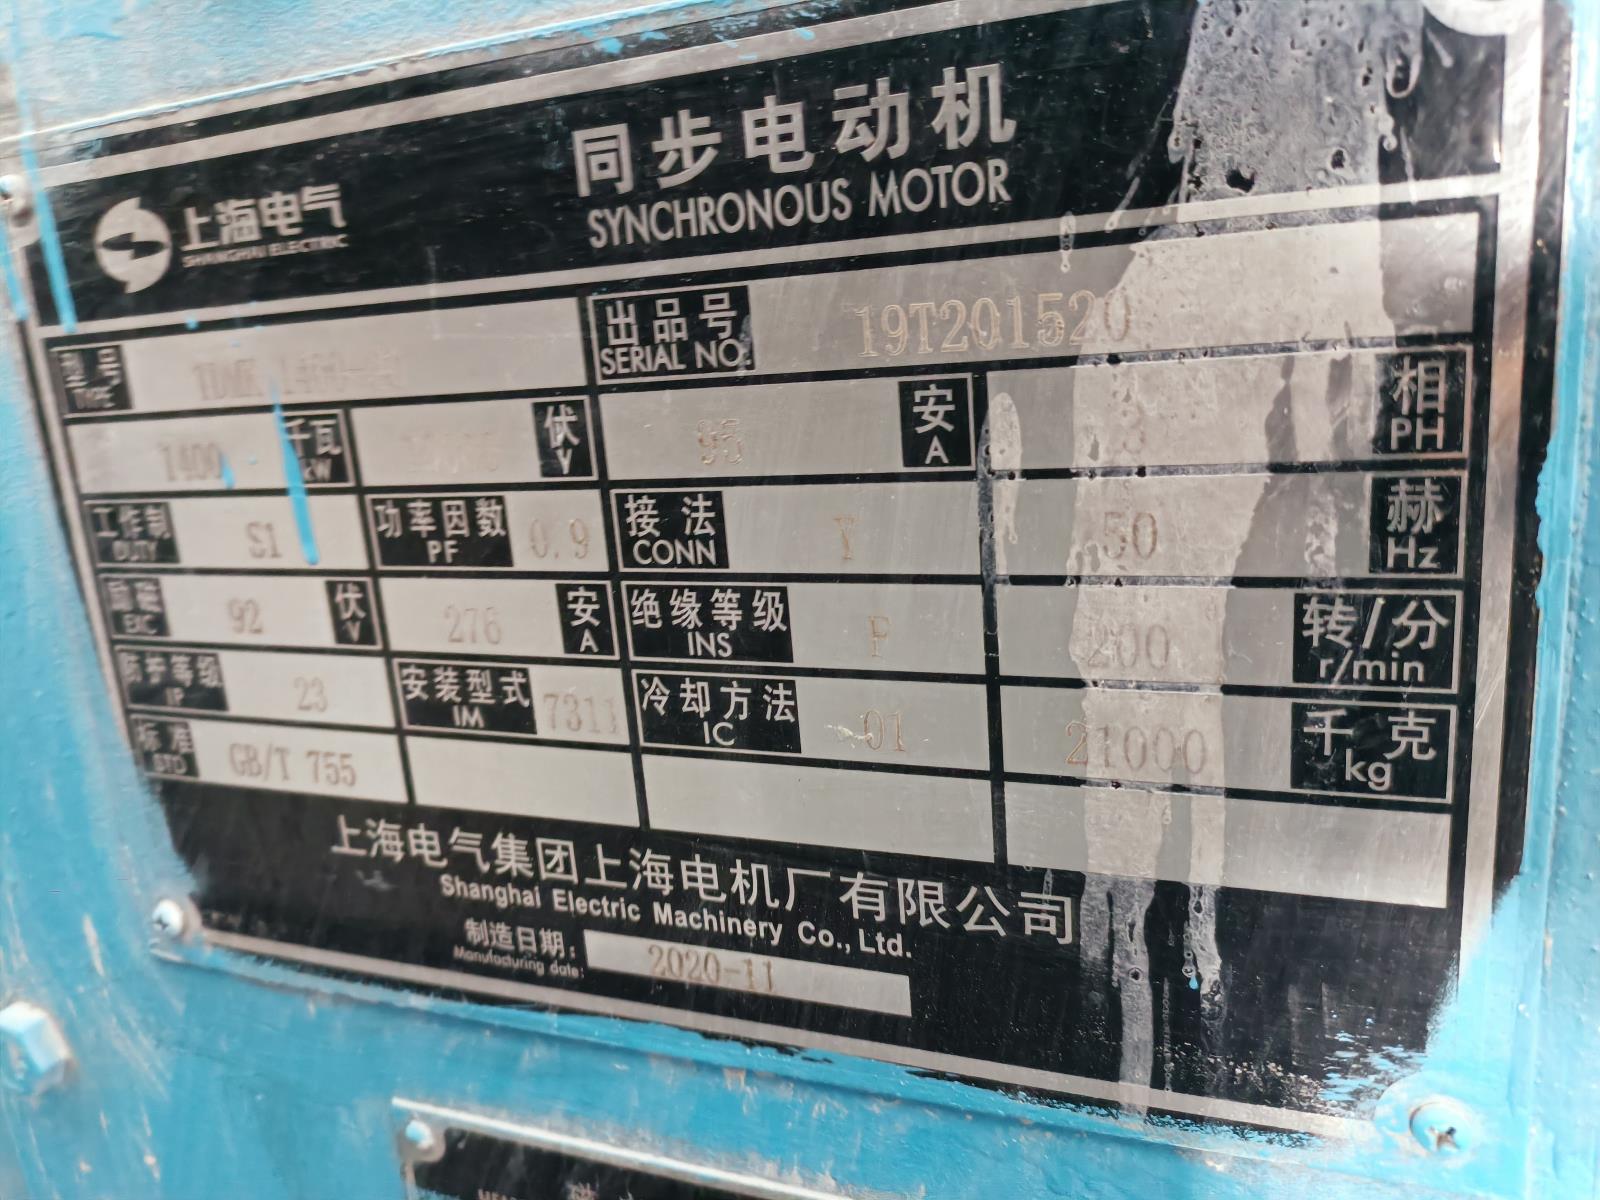 同步电动机
SYNCHRONOUS MOTOR
上海电气
SHANGHAI ELECTRIC
型号 TYPE
出品号 SERIAL NO. 19T201520
1400 千瓦 kW
伏 V
95 安 A
3 相 PH
工作制 DUTY S1
功率因数 PF 0.9
接法 CONN Y
50 赫 Hz
励磁 EXC 92 伏 V
276 安 A
绝缘等级 INS F
200 转/分 r/min
防护等级 IP 23
安装型式 IM 7311
冷却方法 IC 01
21000 千克 kg
标准 STD GB/T 755
上海电气集团上海电机厂有限公司
Shanghai Electric Machinery Co., Ltd.
制造日期: 2020-11
Manufacturing date: